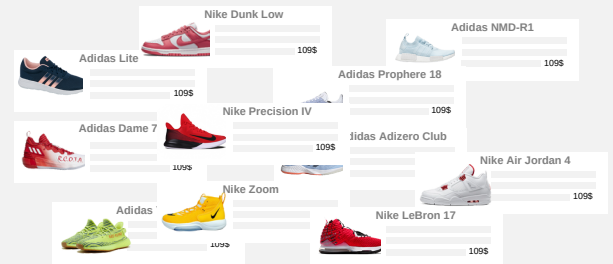 Nike Dunk Low
109$
Adidas NMD-R1
109$
Adidas Lite
109$
Adidas Prophere 18
109$
Nike Precision IV
109$
Adidas Dame 7
109$
didas Adizero Club
Nike Air Jordan 4
109$
Nike Zoom
Adidas
109$
Nike LeBron 17
109$